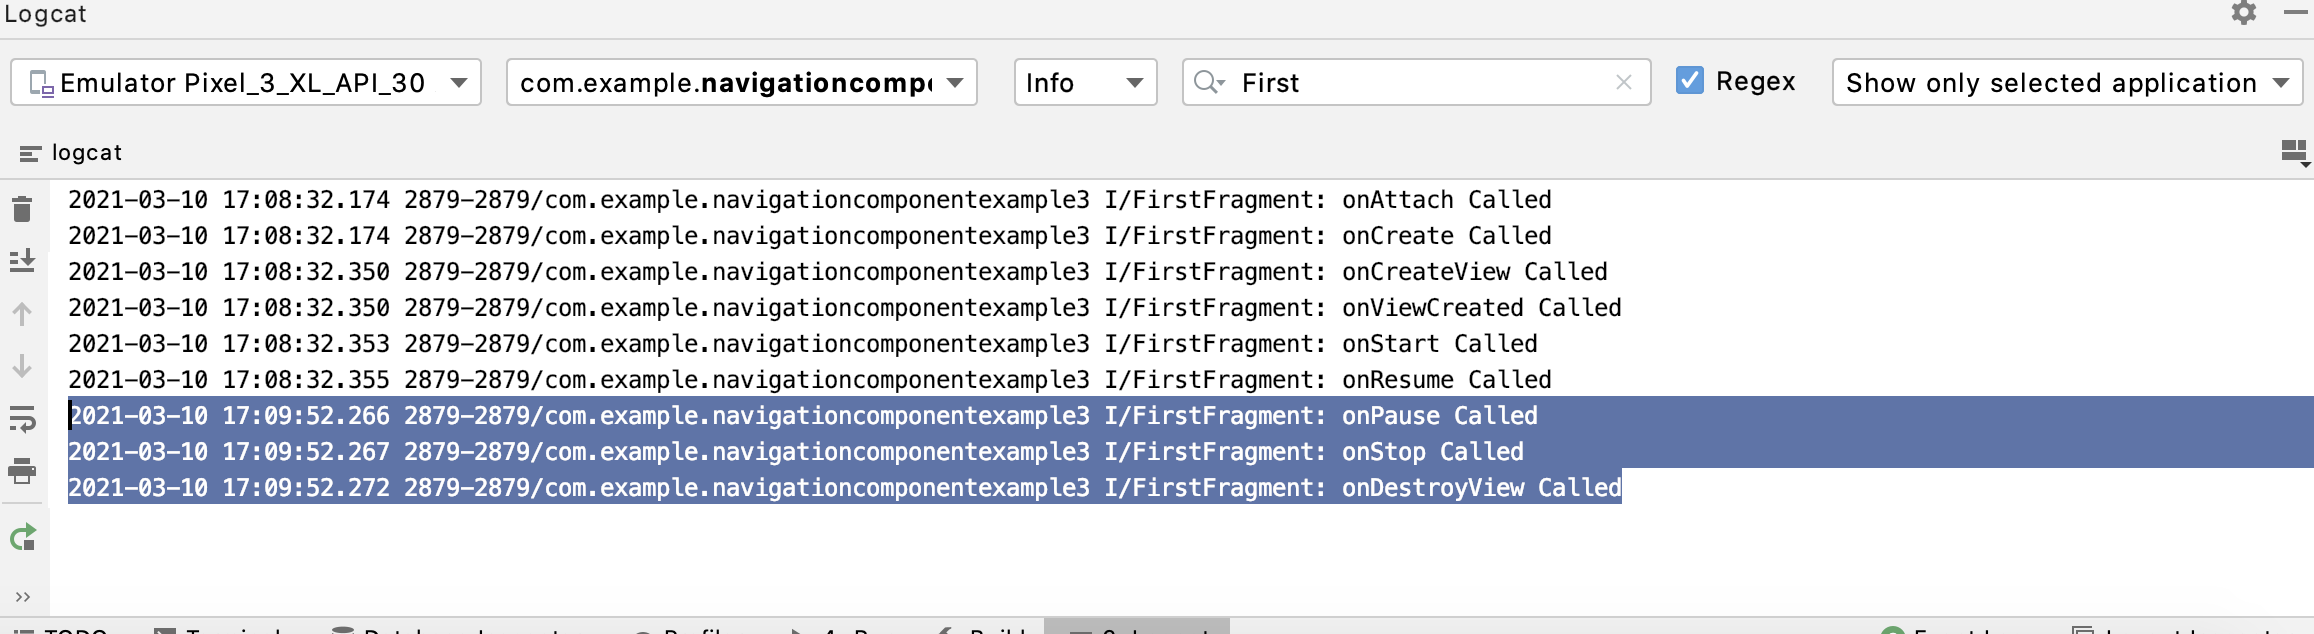 Logcat
Emulator Pixel_3_XL_API_30 com.example.navigationcomp Info First Regex Show only selected application
logcat
2021-03-10 17:08:32.174 2879-2879/com.example.navigationcomponentexample3 I/FirstFragment: onAttach Called
2021-03-10 17:08:32.174 2879-2879/com.example.navigationcomponentexample3 I/FirstFragment: onCreate Called
2021-03-10 17:08:32.350 2879-2879/com.example.navigationcomponentexample3 I/FirstFragment: onCreateView Called
2021-03-10 17:08:32.350 2879-2879/com.example.navigationcomponentexample3 I/FirstFragment: onViewCreated Called
2021-03-10 17:08:32.353 2879-2879/com.example.navigationcomponentexample3 I/FirstFragment: onStart Called
2021-03-10 17:08:32.355 2879-2879/com.example.navigationcomponentexample3 I/FirstFragment: onResume Called
2021-03-10 17:09:52.266 2879-2879/com.example.navigationcomponentexample3 I/FirstFragment: onPause Called
2021-03-10 17:09:52.267 2879-2879/com.example.navigationcomponentexample3 I/FirstFragment: onStop Called
2021-03-10 17:09:52.272 2879-2879/com.example.navigationcomponentexample3 I/FirstFragment: onDestroyView Called